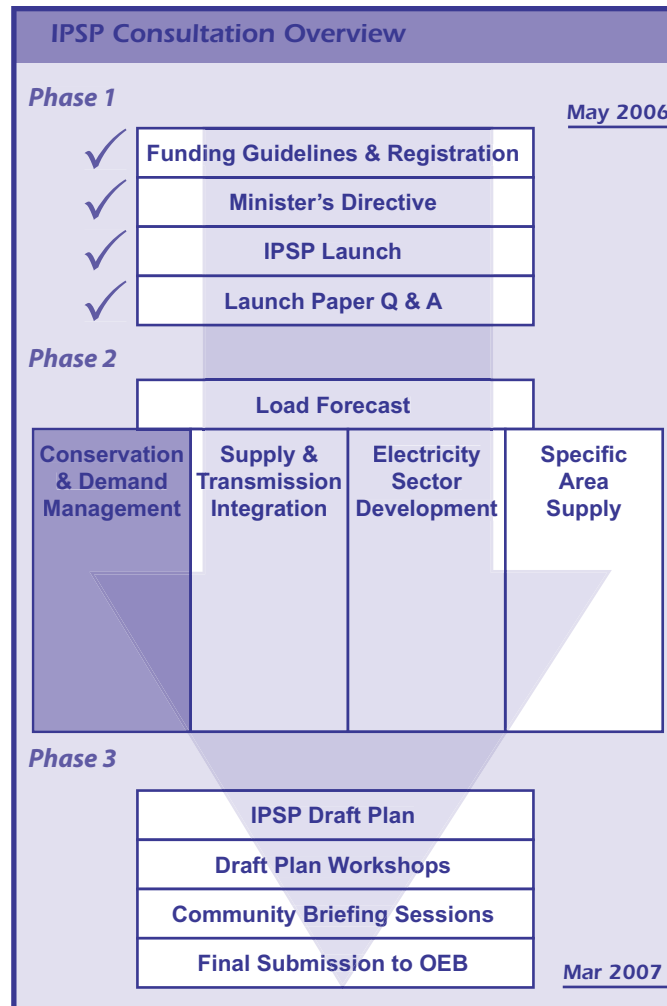 IPSP Consultation Overview
Phase 1
May 2006
Funding Guidelines & Registration
Minister's Directive
IPSP Launch
Launch Paper Q & A
Phase 2
Load Forecast
Conservation
& Demand
Management
Supply &
Transmission
Integration
Electricity
Sector
Development
Specific
Area
Supply
Phase 3
IPSP Draft Plan
Draft Plan Workshops
Community Briefing Sessions
Final Submission to OEB
Mar 2007